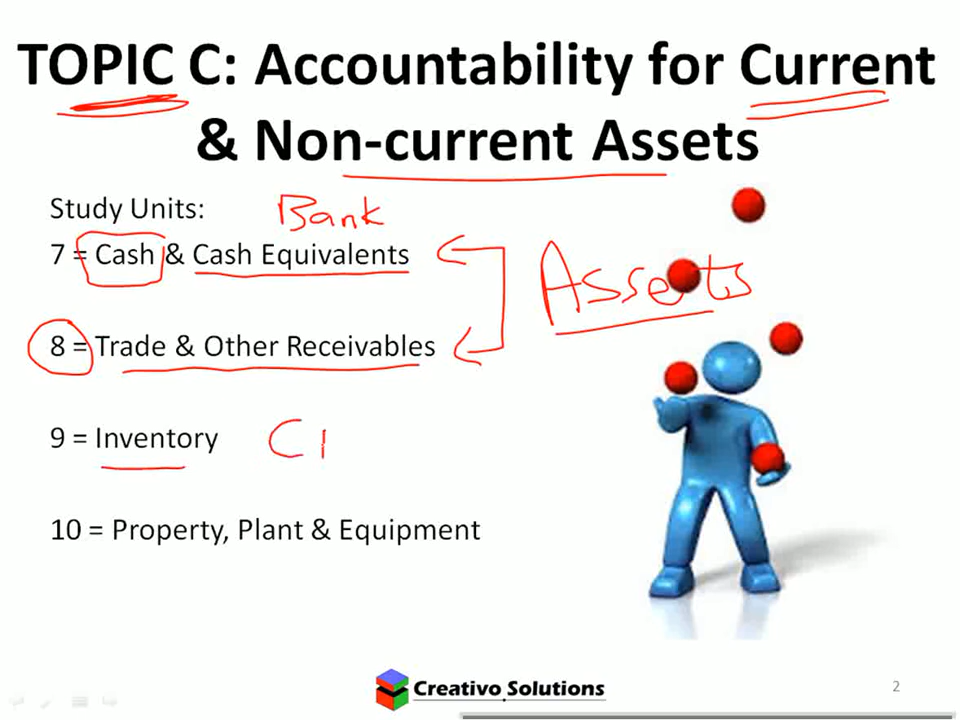 TOPIC C: Accountability for Current
& Non-current Assets
Study Units:
Bank
7 = Cash & Cash Equivalents
Assets
8 = Trade & Other Receivables
9 = Inventory
10 = Property, Plant & Equipment
Creativo Solutions
2